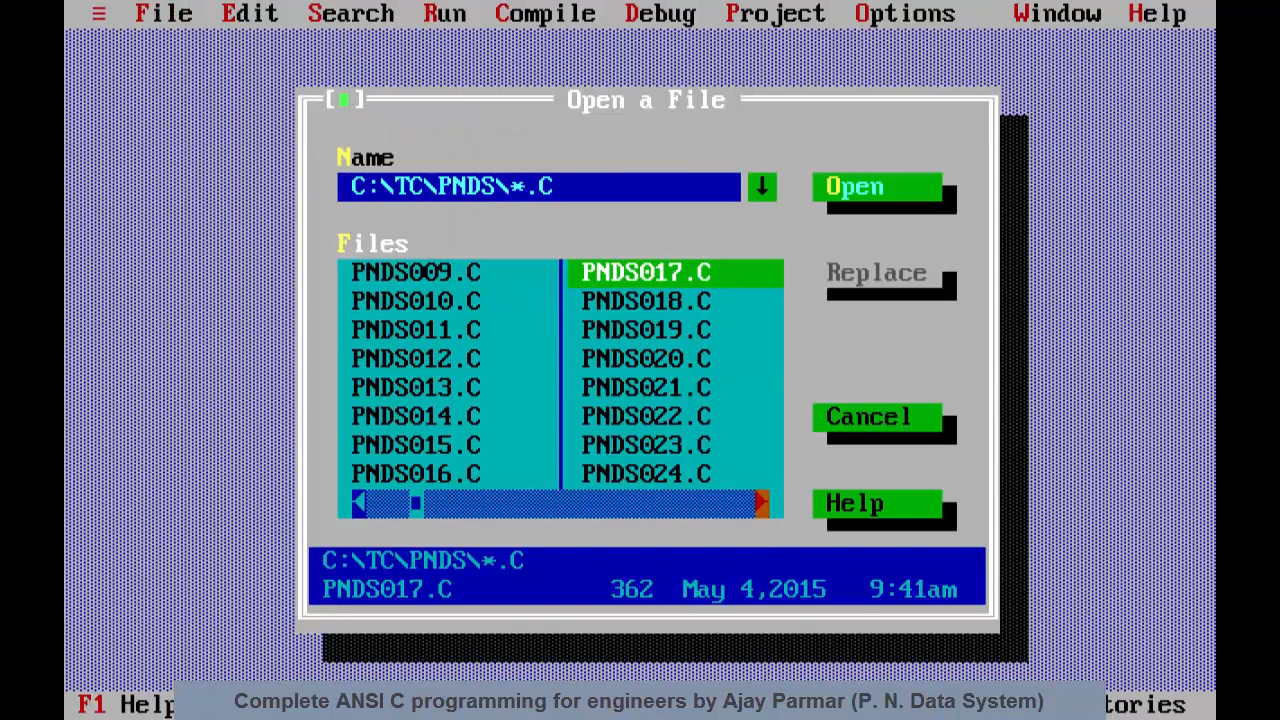 ≡ File Edit Search Run Compile Debug Project Options Window Help
[■] Open a File
Name
C:\TC\PNDS\*.C ↓ Open
Files
PNDS009.C PNDS017.C Replace
PNDS010.C PNDS018.C
PNDS011.C PNDS019.C
PNDS012.C PNDS020.C
PNDS013.C PNDS021.C
PNDS014.C PNDS022.C Cancel
PNDS015.C PNDS023.C
PNDS016.C PNDS024.C
Help
C:\TC\PNDS\*.C
PNDS017.C 362 May 4,2015 9:41am
F1 Help
Complete ANSI C programming for engineers by Ajay Parmar (P. N. Data System)
tories